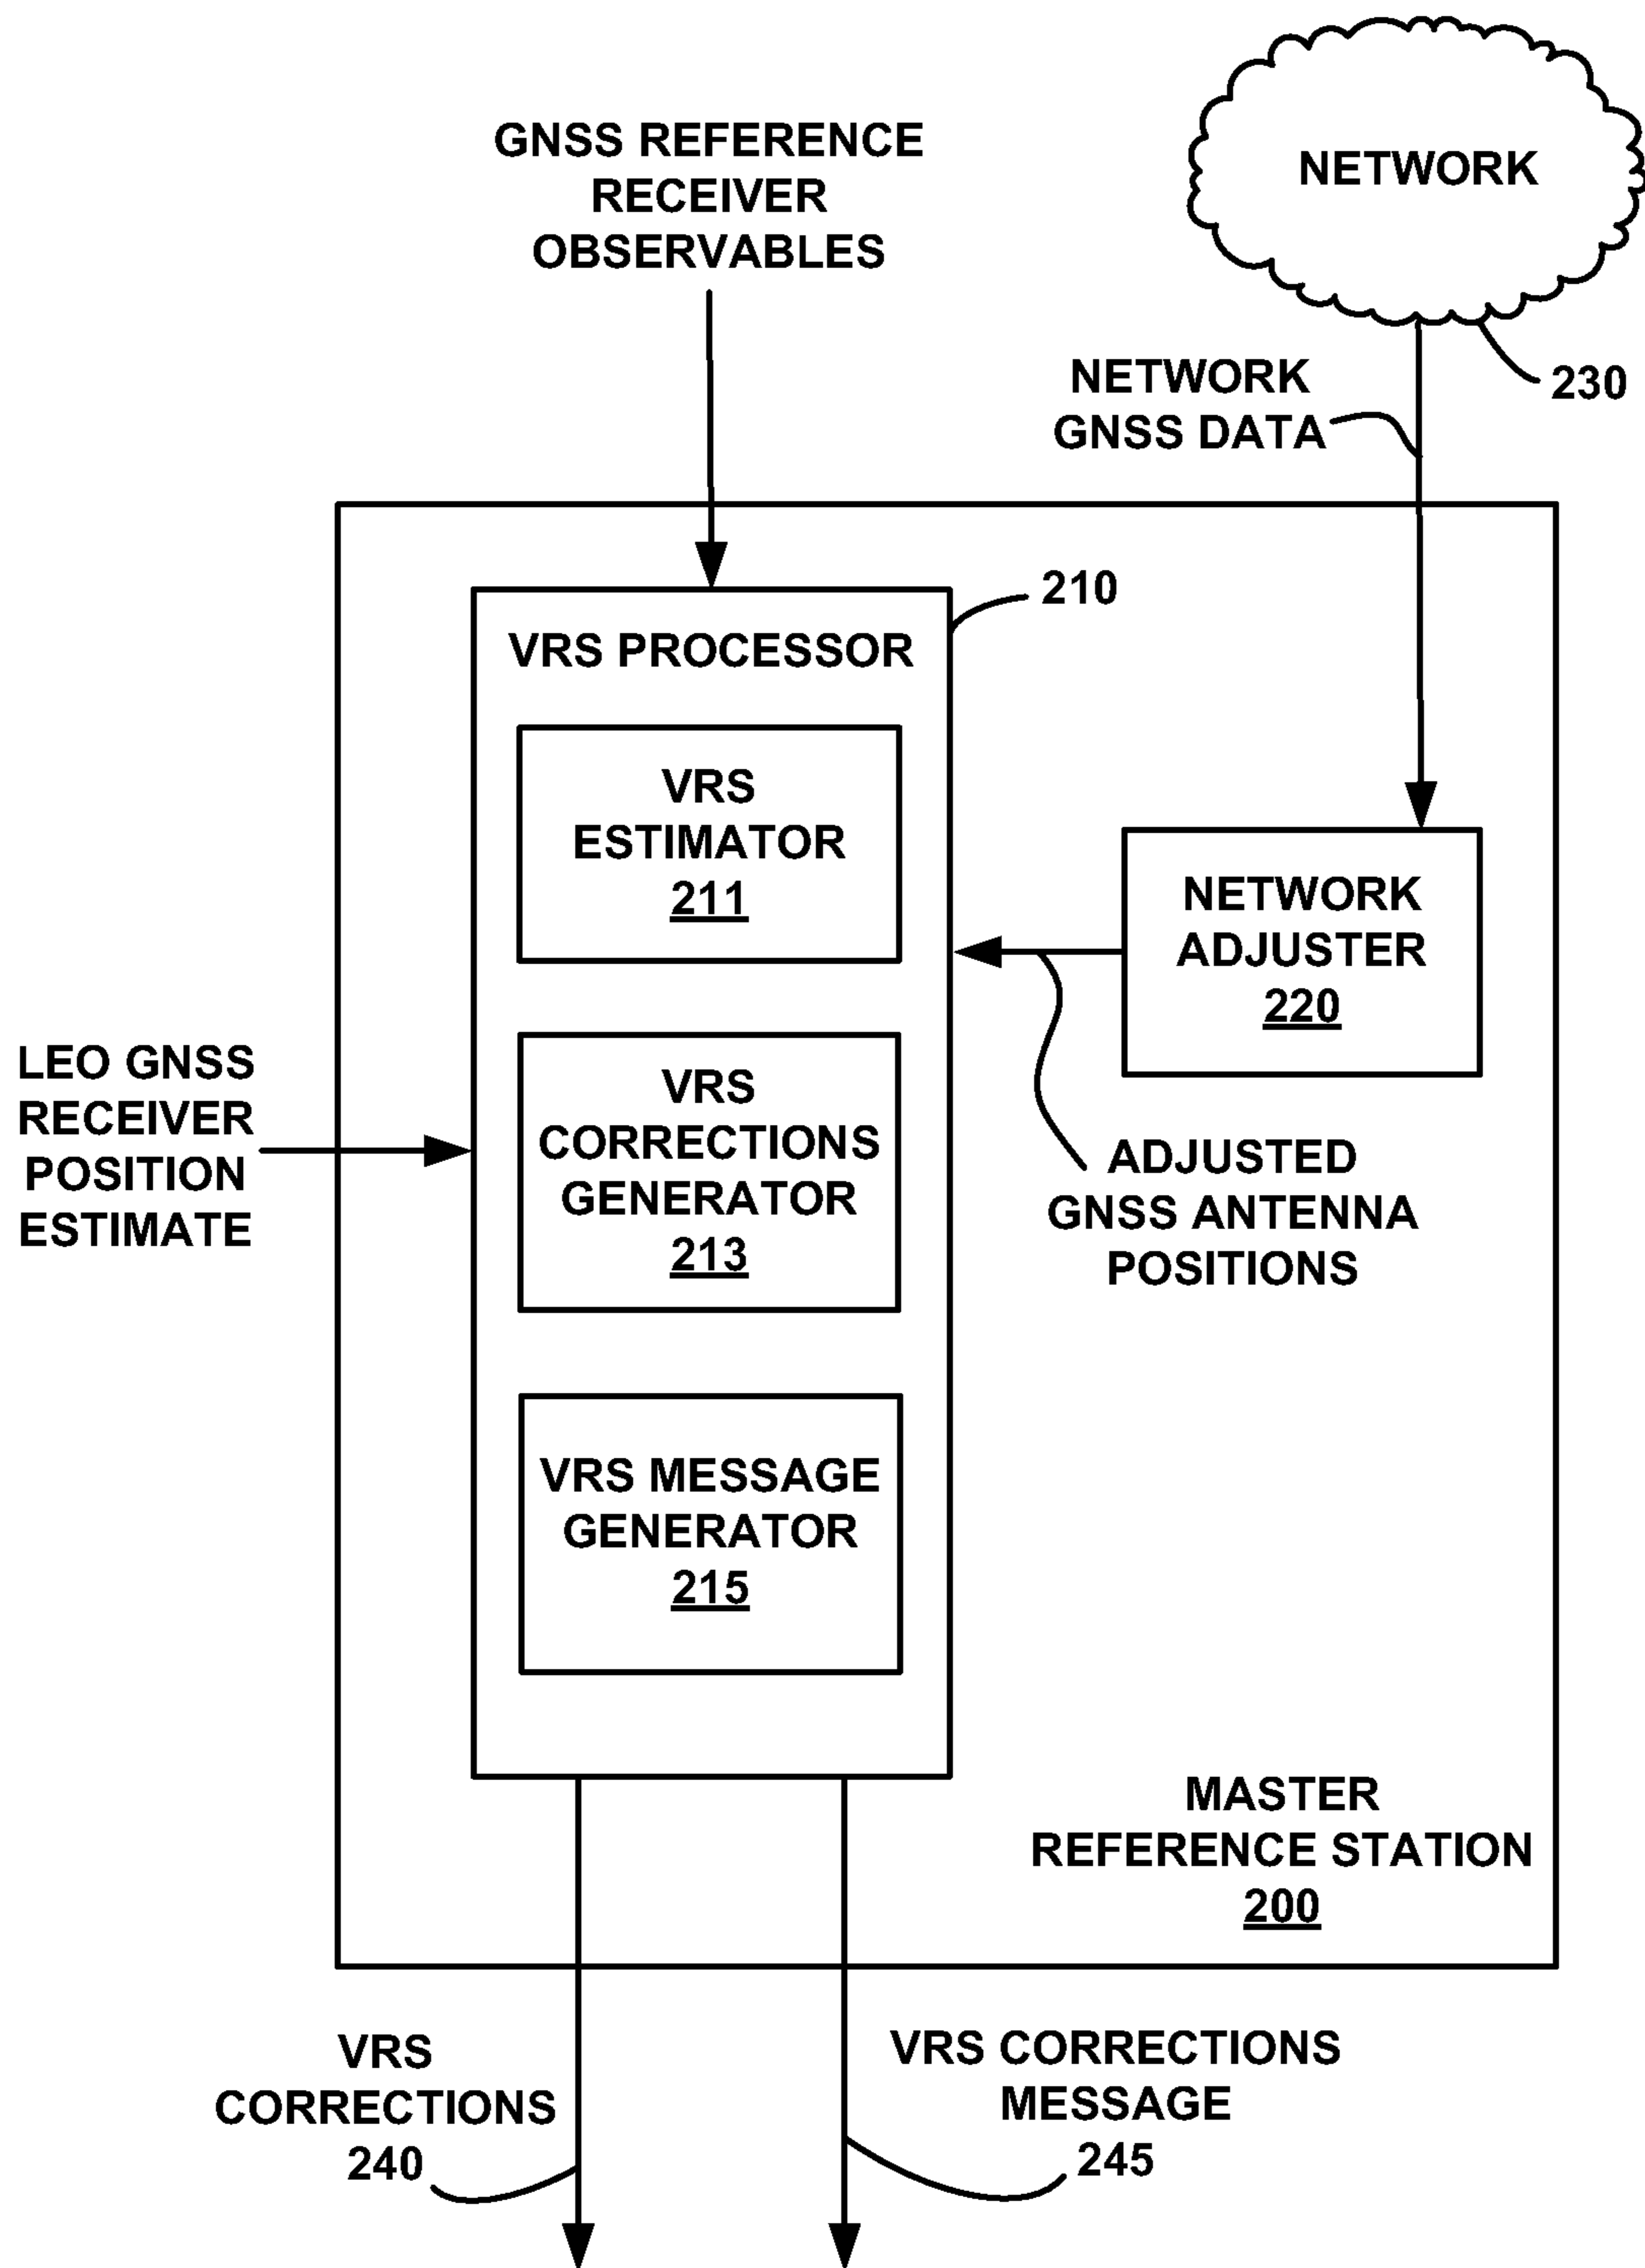 NETWORK
GNSS REFERENCE
RECEIVER
OBSERVABLES
230
NETWORK
GNSS DATA
210
VRS PROCESSOR
VRS
ESTIMATOR
211
NETWORK
ADJUSTER
220
LEO GNSS
RECEIVER
POSITION
ESTIMATE
VRS
CORRECTIONS
GENERATOR
213
ADJUSTED
GNSS ANTENNA
POSITIONS
VRS MESSAGE
GENERATOR
215
MASTER
REFERENCE STATION
200
VRS
CORRECTIONS
240
VRS CORRECTIONS
MESSAGE
245